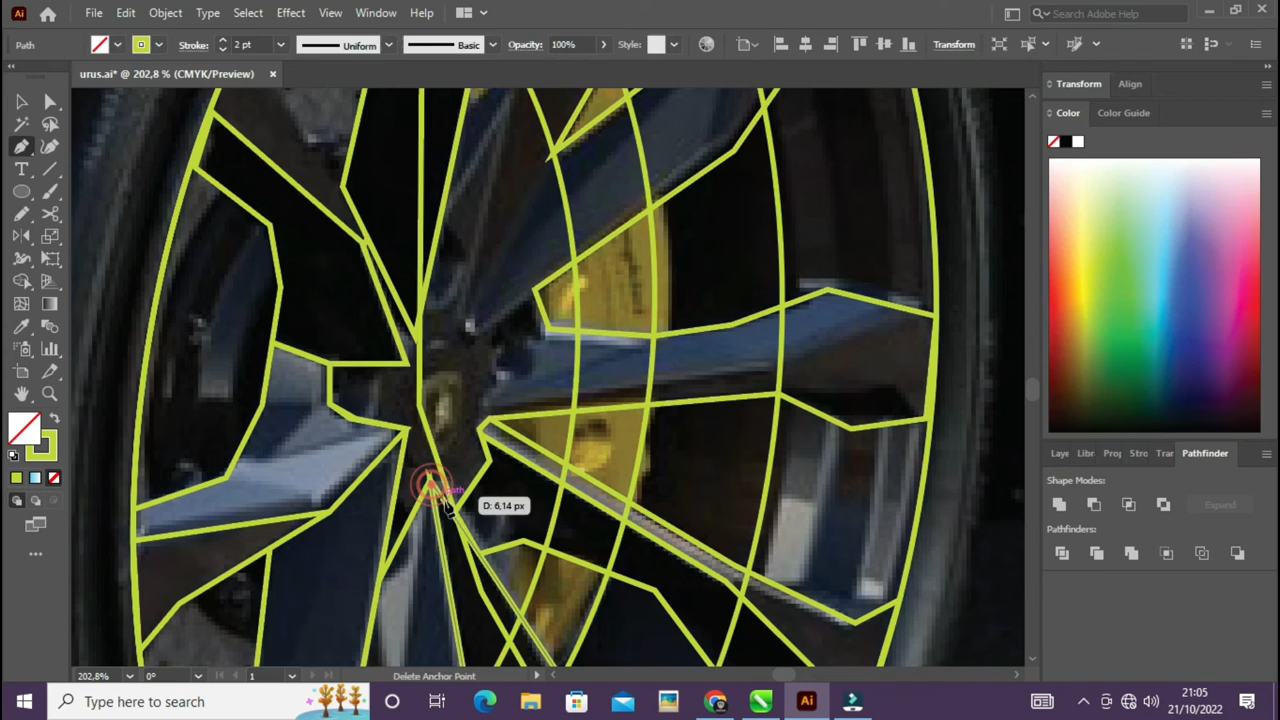 Ai File Edit Object Type Select Effect View Window Help Search Adobe Help
Path Stroke: 2 pt Uniform Basic Opacity: 100% Style: Transform
urus.ai* @ 202,8 % (CMYK/Preview) ×
Transform Align
Color Color Guide
D: 6,14 px
Laye Libr Proj Str Trar Pathfinder
Shape Modes:
Expand
Pathfinders:
202,8% 0° 1 Delete Anchor Point
Type here to search
Ai
21:05
21/10/2022